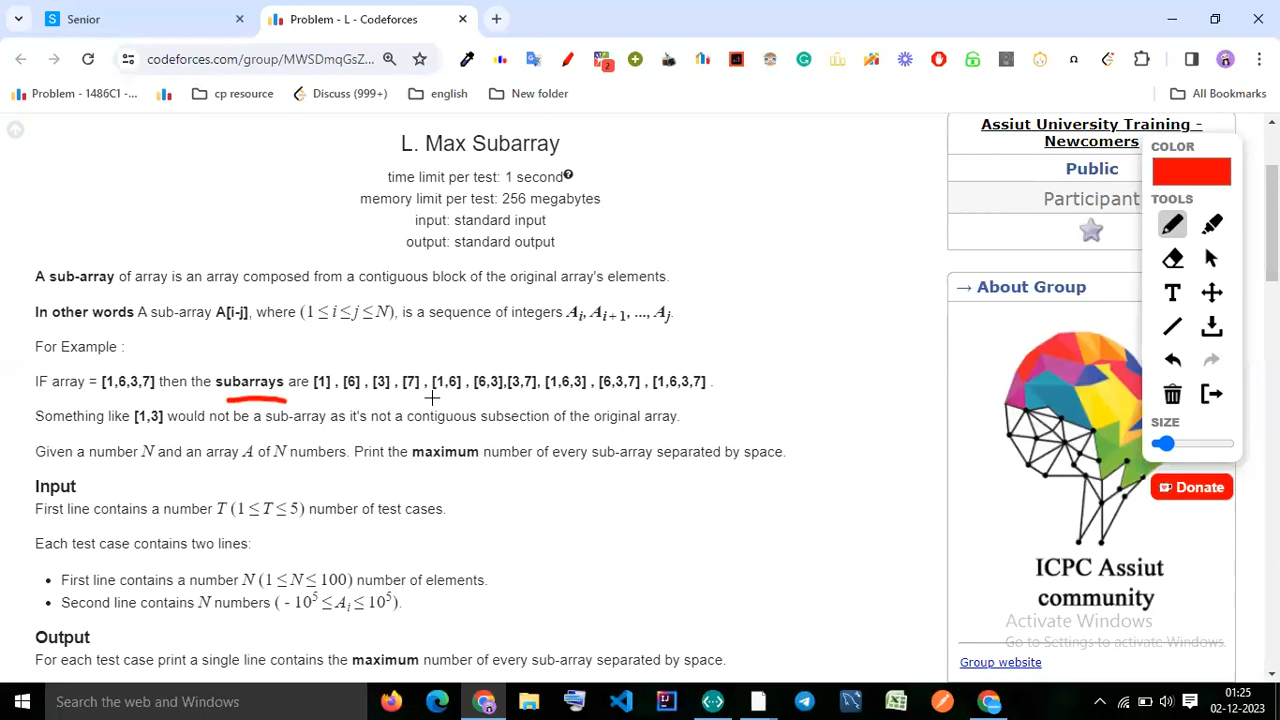 Senior
Problem - L - Codeforces
codeforces.com/group/MWSDmqGsZ...
2
Problem - 1486C1 -...
cp resource
Discuss (999+)
english
New folder
All Bookmarks
L. Max Subarray
time limit per test: 1 second
memory limit per test: 256 megabytes
input: standard input
output: standard output
A sub-array of array is an array composed from a contiguous block of the original array's elements.
In other words A sub-array A[i-j], where (1 ≤ i ≤ j ≤ N), is a sequence of integers Ai, Ai + 1, ..., Aj.
For Example :
IF array = [1,6,3,7] then the subarrays are [1] , [6] , [3] , [7] , [1,6] , [6,3],[3,7], [1,6,3] , [6,3,7] , [1,6,3,7] .
Something like [1,3] would not be a sub-array as it's not a contiguous subsection of the original array.
Given a number N and an array A of N numbers. Print the maximum number of every sub-array separated by space.
Input
First line contains a number T (1 ≤ T ≤ 5) number of test cases.
Each test case contains two lines:
• First line contains a number N (1 ≤ N ≤ 100) number of elements.
• Second line contains N numbers ( - 10^5 ≤ Ai ≤ 10^5).
Output
For each test case print a single line contains the maximum number of every sub-array separated by space.
Assiut University Training -
Newcomers
Public
Participant
→ About Group
ICPC Assiut
community
Group website
COLOR
TOOLS
T
SIZE
Donate
Activate Windows
Go to Settings to activate Windows.
Search the web and Windows
01:25
02-12-2023